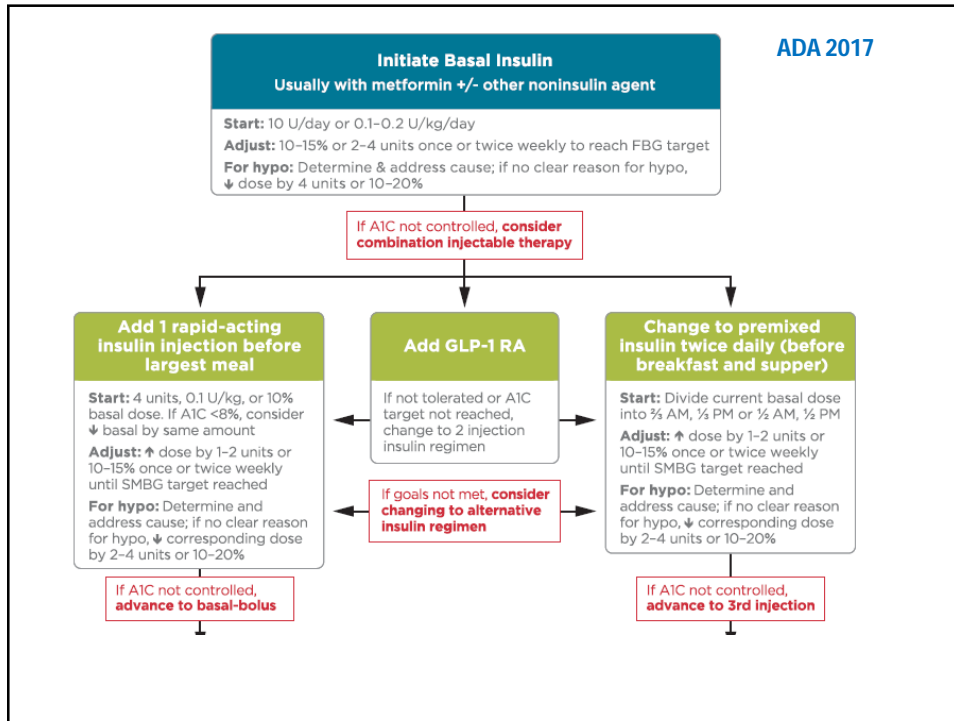 ADA 2017
Initiate Basal Insulin
Usually with metformin +/- other noninsulin agent
Start: 10 U/day or 0.1–0.2 U/kg/day
Adjust: 10–15% or 2–4 units once or twice weekly to reach FBG target
For hypo: Determine & address cause; if no clear reason for hypo,
↓ dose by 4 units or 10–20%
If A1C not controlled, consider
combination injectable therapy
Add 1 rapid-acting
insulin injection before
largest meal
Start: 4 units, 0.1 U/kg, or 10%
basal dose. If A1C <8%, consider
↓ basal by same amount
Adjust: ↑ dose by 1–2 units or
10–15% once or twice weekly
until SMBG target reached
For hypo: Determine and
address cause; if no clear reason
for hypo, ↓ corresponding dose
by 2–4 units or 10–20%
If A1C not controlled,
advance to basal-bolus
Add GLP-1 RA
If not tolerated or A1C
target not reached,
change to 2 injection
insulin regimen
If goals not met, consider
changing to alternative
insulin regimen
Change to premixed
insulin twice daily (before
breakfast and supper)
Start: Divide current basal dose
into ⅔ AM, ⅓ PM or ½ AM, ½ PM
Adjust: ↑ dose by 1–2 units or
10–15% once or twice weekly
until SMBG target reached
For hypo: Determine and
address cause; if no clear reason
for hypo, ↓ corresponding dose
by 2–4 units or 10–20%
If A1C not controlled,
advance to 3rd injection